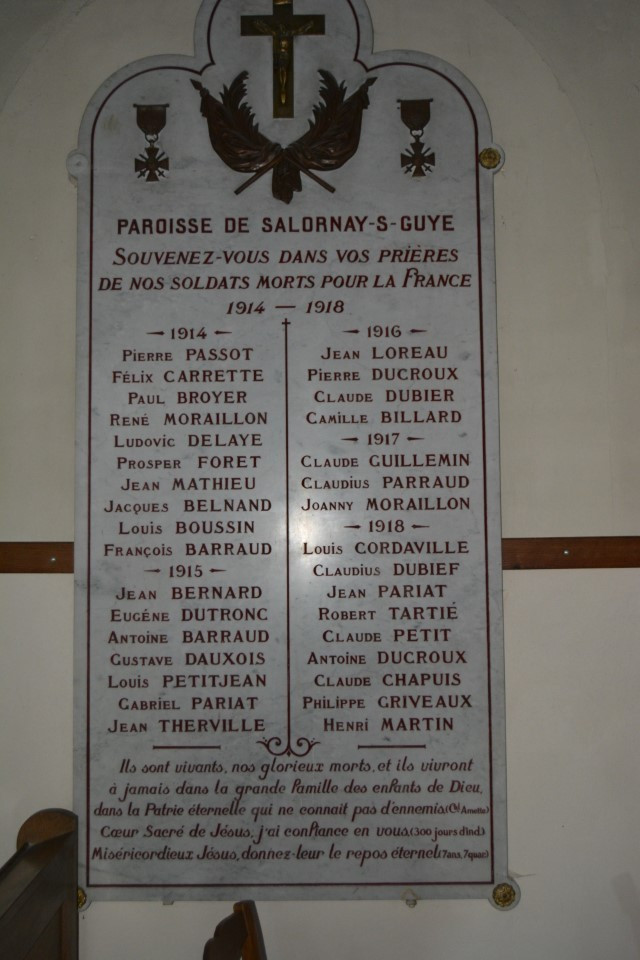 PAROISSE DE SALORNAY-S-GUYE
SOUVENEZ-VOUS DANS VOS PRIÈRES
DE NOS SOLDATS MORTS POUR LA FRANCE
1914 — 1918
— 1914 —
PIERRE PASSOT
FÉLIX CARRETTE
PAUL BROYER
RENÉ MORAILLON
LUDOVIC DELAYE
PROSPER FORET
JEAN MATHIEU
JACQUES BELNAND
LOUIS BOUSSIN
FRANÇOIS BARRAUD
— 1915 —
JEAN BERNARD
EUGÉNE DUTRONC
ANTOINE BARRAUD
GUSTAVE DAUXOIS
LOUIS PETITJEAN
GABRIEL PARIAT
JEAN THERVILLE
— 1916 —
JEAN LOREAU
PIERRE DUCROUX
CLAUDE DUBIER
CAMILLE BILLARD
— 1917 —
CLAUDE GUILLEMIN
CLAUDIUS PARRAUD
JOANNY MORAILLON
— 1918 —
LOUIS CORDAVILLE
CLAUDIUS DUBIEF
JEAN PARIAT
ROBERT TARTIÉ
CLAUDE PETIT
ANTOINE DUCROUX
CLAUDE CHAPUIS
PHILIPPE GRIVEAUX
HENRI MARTIN
Ils sont vivants, nos glorieux morts, et ils vivront
à jamais dans la grande famille des enfants de Dieu,
dans la Patrie éternelle qui ne connait pas d'ennemis. (Cal Amette)
Cœur Sacré de Jésus, j'ai confiance en vous. (300 jours d'ind.)
Miséricordieux Jésus, donnez-leur le repos éternel. (7 ans, 7 quar.)